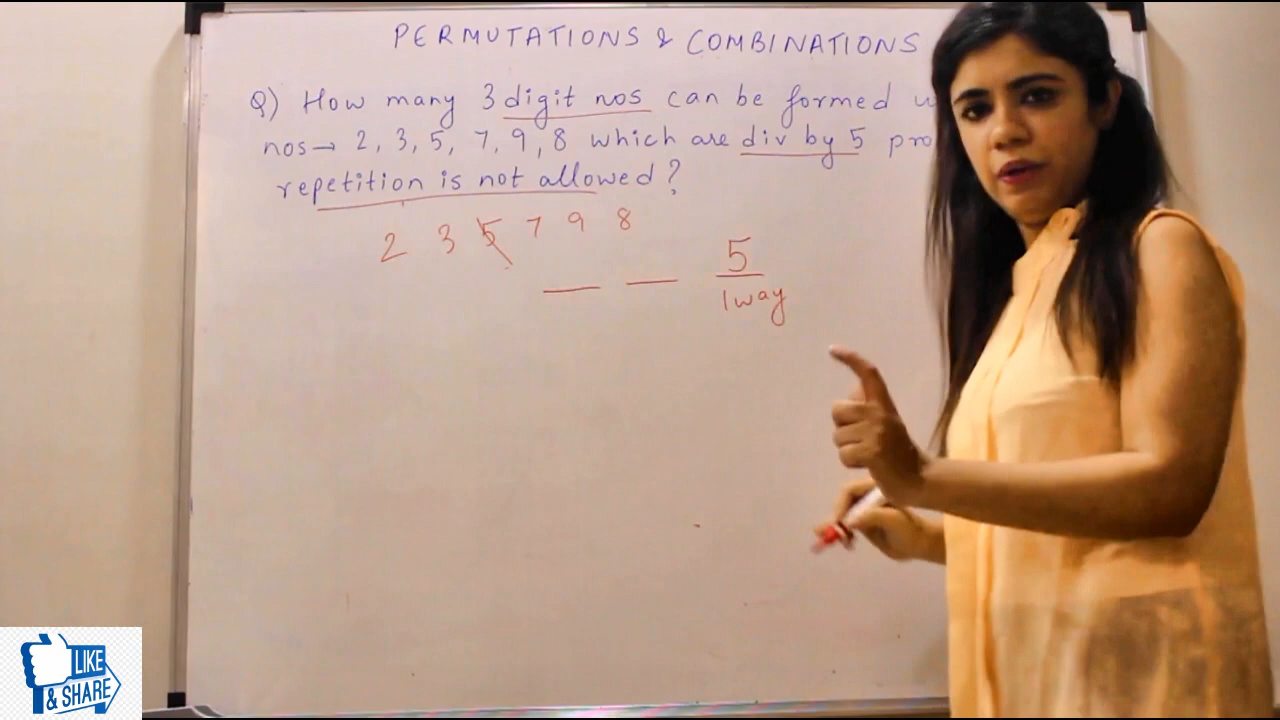 PERMUTATIONS & COMBINATIONS
Q) How many 3 digit nos can be formed
nos→ 2, 3, 5, 7, 9, 8 which are div by 5
repetition is not allowed?
2 3 5 7 9 8
5
1 way
LIKE
& SHARE